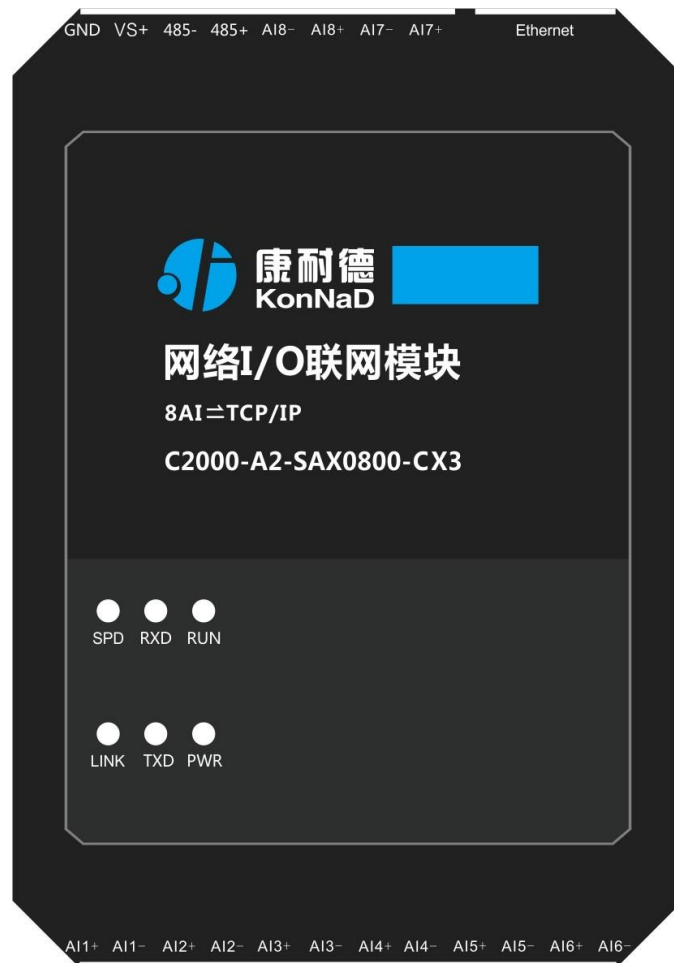 GND VS+ 485- 485+ AI8- AI8+ AI7- AI7+ Ethernet
康耐德
KonNaD
网络I/O联网模块
8AI⇌TCP/IP
C2000-A2-SAX0800-CX3
SPD RXD RUN
LINK TXD PWR
AI1+ AI1- AI2+ AI2- AI3+ AI3- AI4+ AI4- AI5+ AI5- AI6+ AI6-